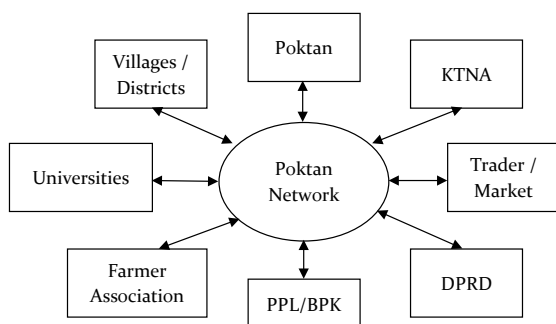 Poktan
Villages /
Districts
KTNA
Universities
Poktan
Network
Trader /
Market
Farmer
Association
PPL/BPK
DPRD